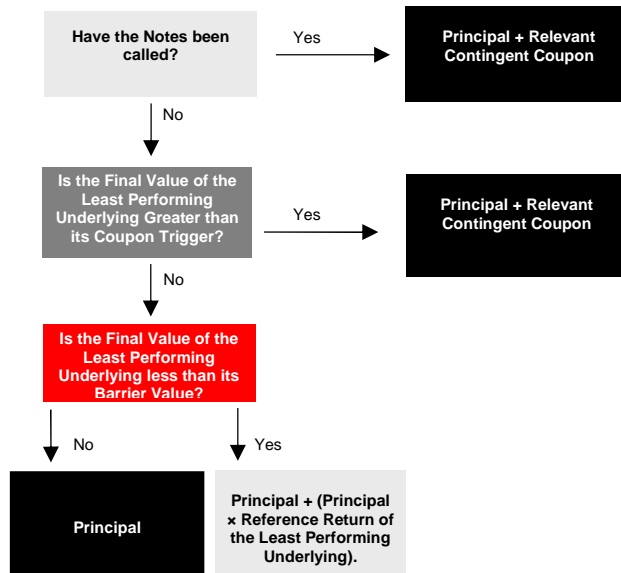 Have the Notes been
called?
Yes
Principal + Relevant
Contingent Coupon
No
Is the Final Value of the
Least Performing
Underlying Greater than
its Coupon Trigger?
Yes
Principal + Relevant
Contingent Coupon
No
Is the Final Value of the
Least Performing
Underlying less than its
Barrier Value?
No
Yes
Principal
Principal + (Principal
× Reference Return of
the Least Performing
Underlying).